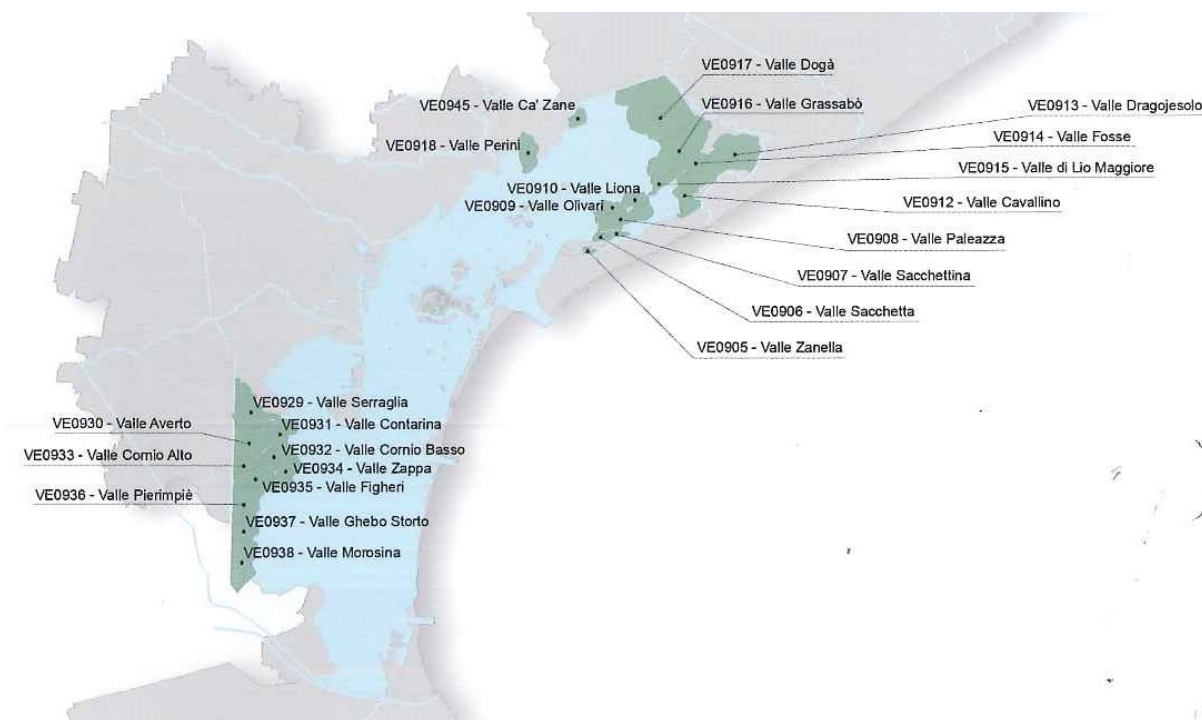 VE0917 - Valle Dogà
VE0945 - Valle Ca' Zane
VE0916 - Valle Grassabò
VE0913 - Valle Dragojesolo
VE0918 - Valle Perini
VE0914 - Valle Fosse
VE0915 - Valle di Lio Maggiore
VE0910 - Valle Liona
VE0909 - Valle Olivari
VE0912 - Valle Cavallino
VE0908 - Valle Paleazza
VE0907 - Valle Sacchettina
VE0906 - Valle Sacchetta
VE0905 - Valle Zanella
VE0929 - Valle Serraglia
VE0930 - Valle Averto
VE0931 - Valle Contarina
VE0932 - Valle Cornio Basso
VE0933 - Valle Cornio Alto
VE0934 - Valle Zappa
VE0935 - Valle Figheri
VE0936 - Valle Pierimpiè
VE0937 - Valle Ghebo Storto
VE0938 - Valle Morosina